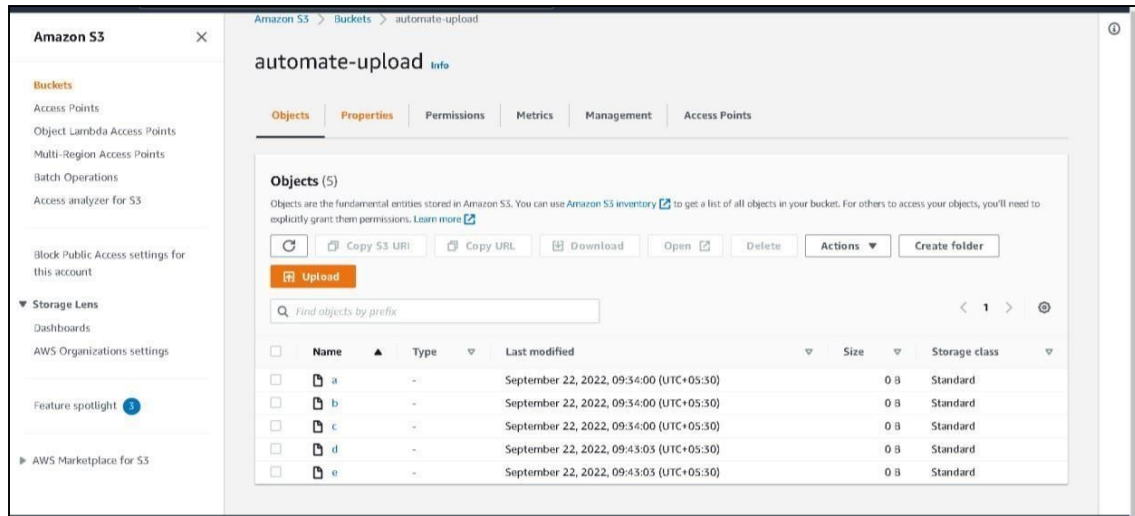 Amazon S3
Buckets
Access Points
Object Lambda Access Points
Multi-Region Access Points
Batch Operations
Access analyzer for S3
Block Public Access settings for
this account
Storage Lens
Dashboards
AWS Organizations settings
Feature spotlight 3
AWS Marketplace for S3
Amazon S3 > Buckets > automate-upload
automate-upload Info
Objects Properties Permissions Metrics Management Access Points
Objects (5)
Objects are the fundamental entities stored in Amazon S3. You can use Amazon S3 inventory to get a list of all objects in your bucket. For others to access your objects, you'll need to
explicitly grant them permissions. Learn more
Copy S3 URI Copy URL Download Open Delete Actions Create folder
Upload
Find objects by prefix
1
Name Type Last modified Size Storage class
a - September 22, 2022, 09:34:00 (UTC+05:30) 0 B Standard
b - September 22, 2022, 09:34:00 (UTC+05:30) 0 B Standard
c - September 22, 2022, 09:34:00 (UTC+05:30) 0 B Standard
d - September 22, 2022, 09:43:03 (UTC+05:30) 0 B Standard
e - September 22, 2022, 09:43:03 (UTC+05:30) 0 B Standard